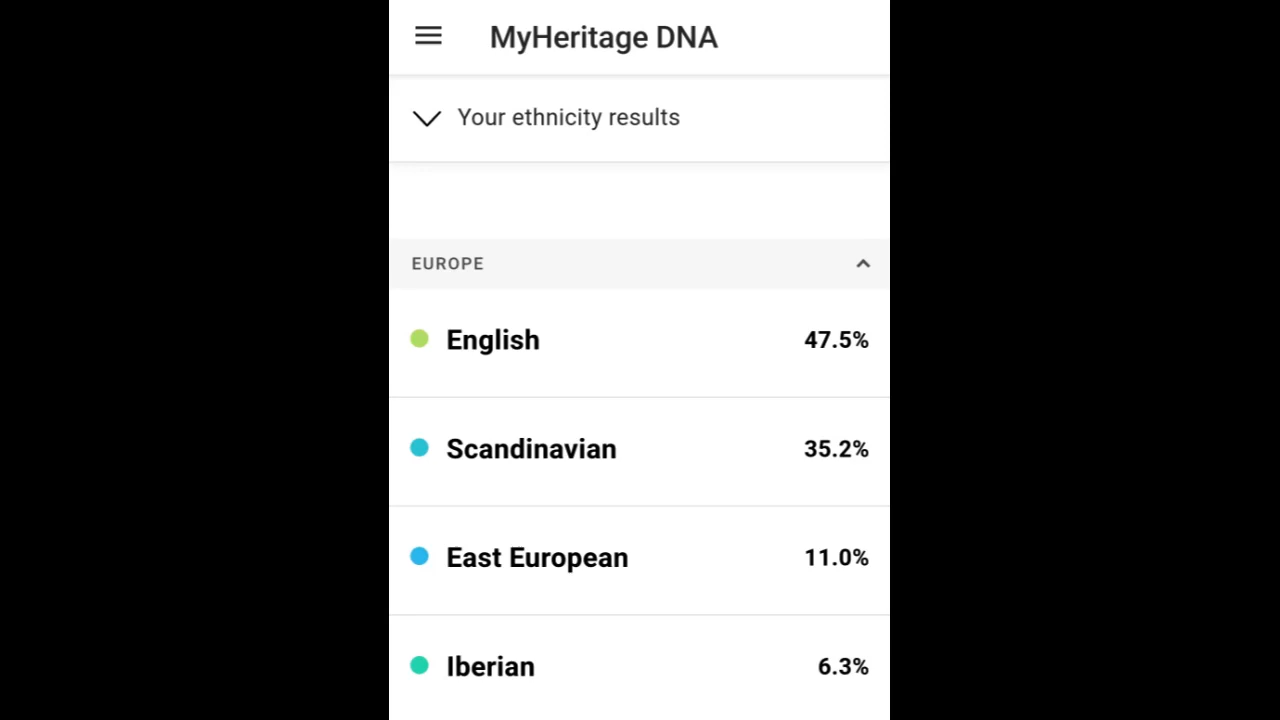 MyHeritage DNA
Your ethnicity results
EUROPE
English 47.5%
Scandinavian 35.2%
East European 11.0%
Iberian 6.3%